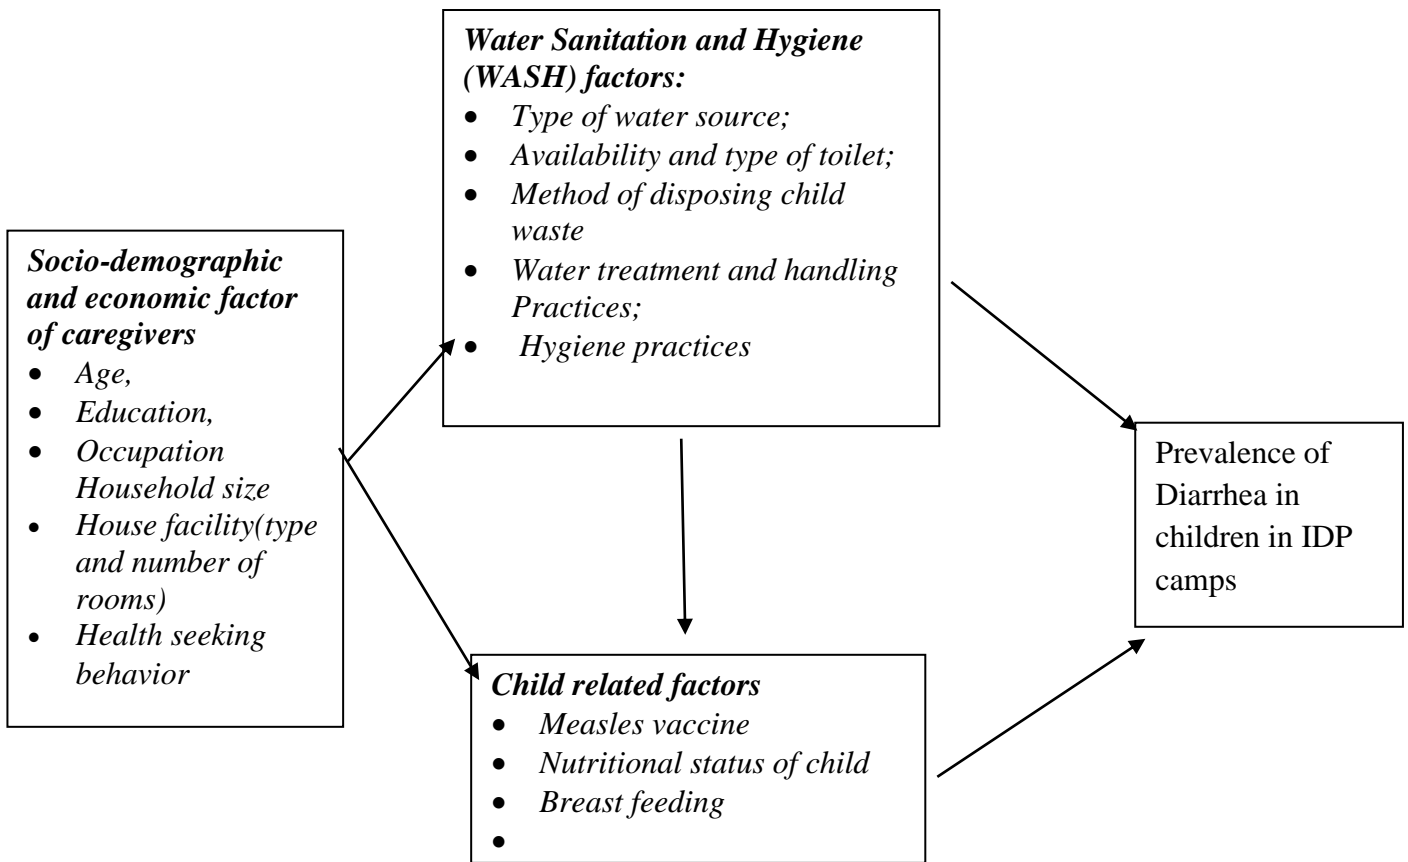 Water Sanitation and Hygiene
(WASH) factors:
• Type of water source;
• Availability and type of toilet;
• Method of disposing child
waste
• Water treatment and handling
Practices;
• Hygiene practices
Socio-demographic
and economic factor
of caregivers
• Age,
• Education,
• Occupation
Household size
• House facility(type
and number of
rooms)
• Health seeking
behavior
Child related factors
• Measles vaccine
• Nutritional status of child
• Breast feeding
•
Prevalence of
Diarrhea in
children in IDP
camps